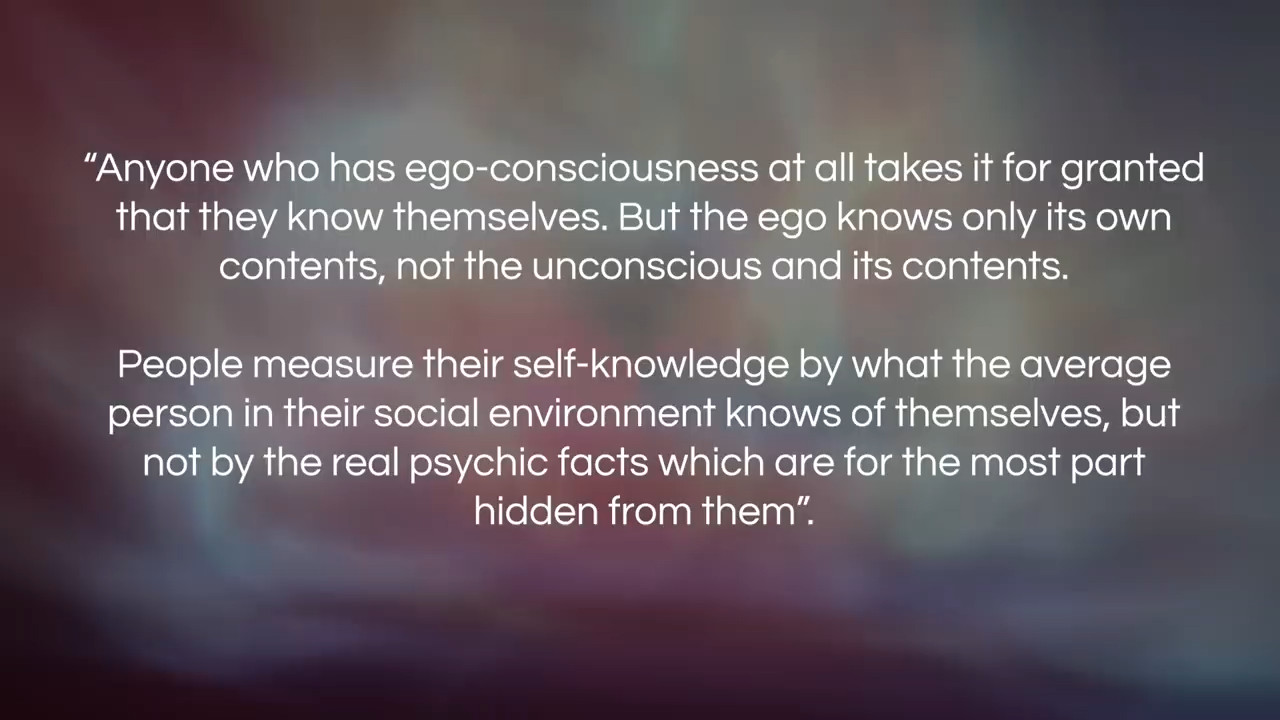 “Anyone who has ego-consciousness at all takes it for granted
that they know themselves. But the ego knows only its own
contents, not the unconscious and its contents.
People measure their self-knowledge by what the average
person in their social environment knows of themselves, but
not by the real psychic facts which are for the most part
hidden from them”.